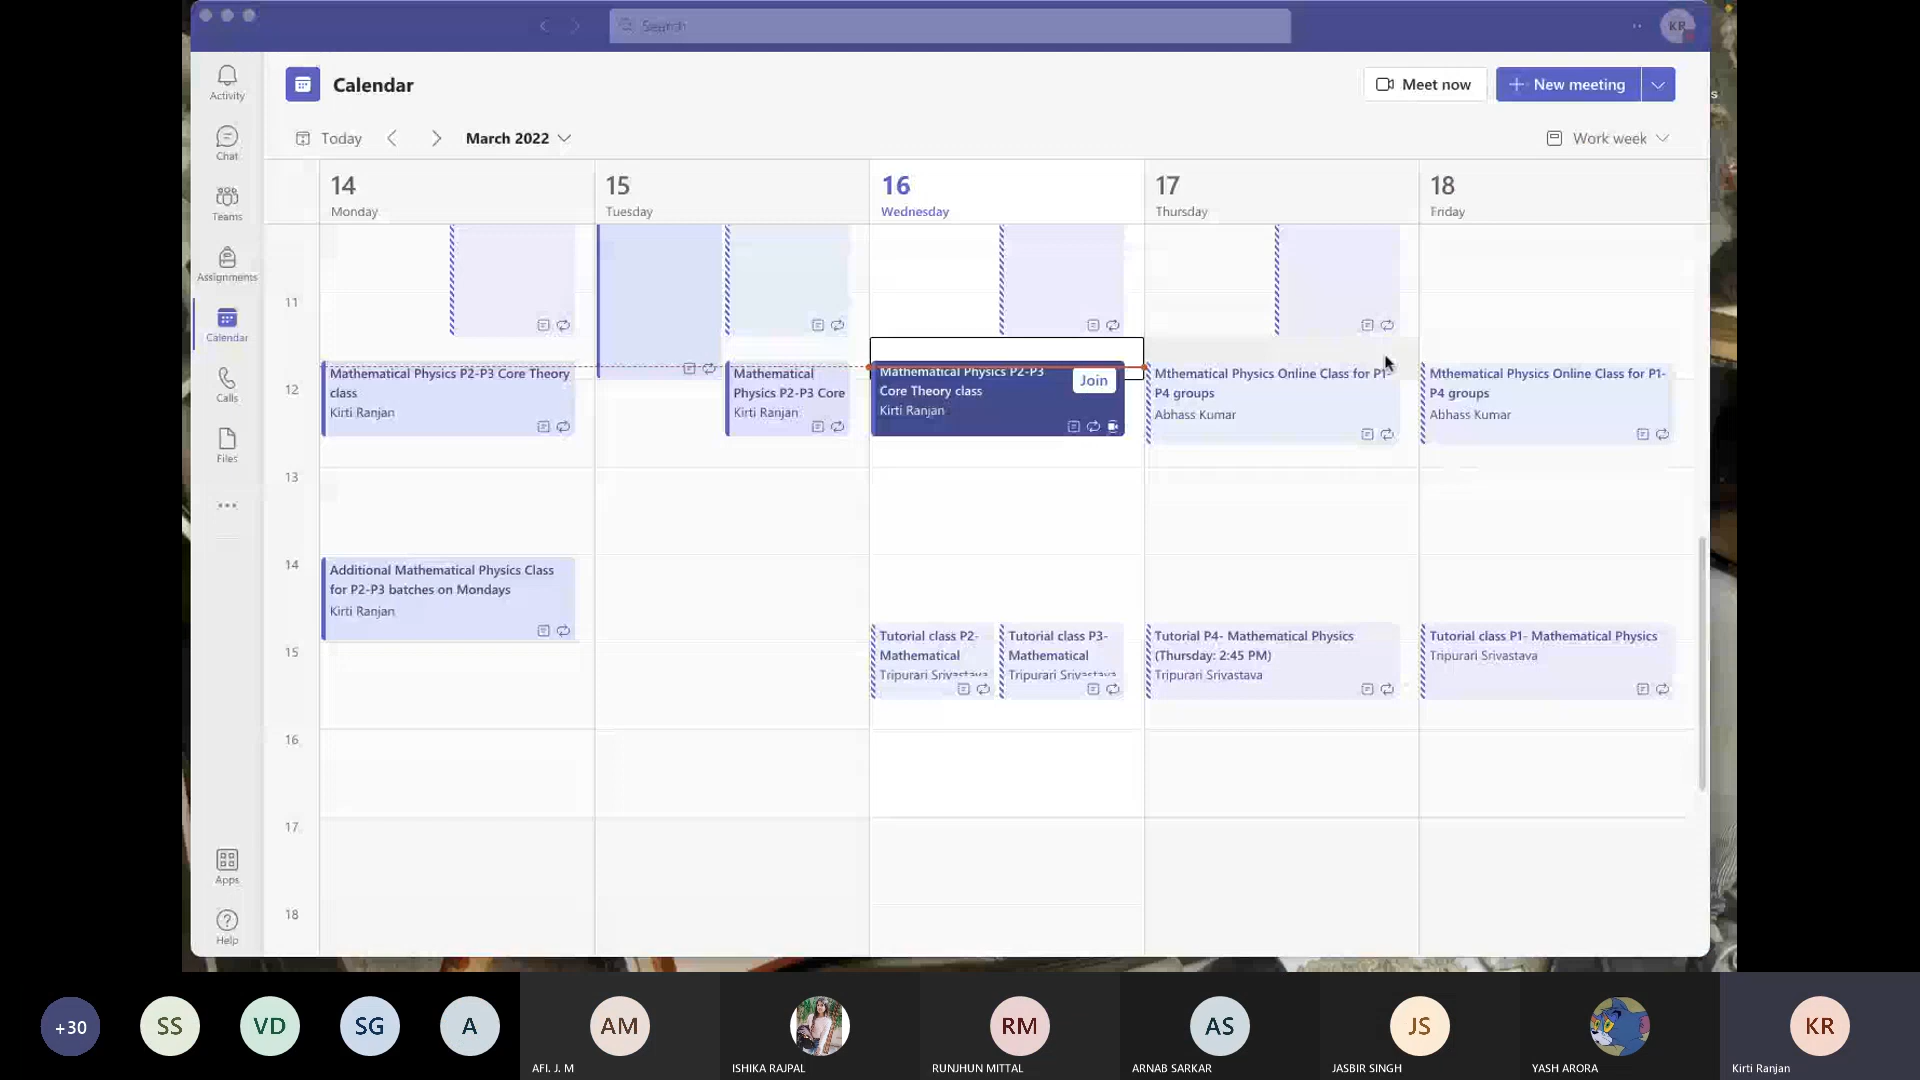 Search
KR
Activity
Chat
Teams
Assignments
Calendar
Calls
Files
Apps
Help
Calendar
Meet now
New meeting
Today
March 2022
Work week
14
Monday
15
Tuesday
16
Wednesday
17
Thursday
18
Friday
11
12
13
14
15
16
17
18
Mathematical Physics P2-P3 Core Theory
class
Kirti Ranjan
Mathematical
Physics P2-P3 Core
Kirti Ranjan
Mathematical Physics P2-P3
Core Theory class
Kirti Ranjan
Join
Mthematical Physics Online Class for P1-
P4 groups
Abhass Kumar
Mthematical Physics Online Class for P1-
P4 groups
Abhass Kumar
Additional Mathematical Physics Class
for P2-P3 batches on Mondays
Kirti Ranjan
Tutorial class P2-
Mathematical
Tripurari Srivastava
Tutorial class P3-
Mathematical
Tripurari Srivastava
Tutorial P4- Mathematical Physics
(Thursday: 2:45 PM)
Tripurari Srivastava
Tutorial class P1- Mathematical Physics
Tripurari Srivastava
s
+30
SS
VD
SG
A
AM
AFI. J. M
ISHIKA RAJPAL
RM
RUNJHUN MITTAL
AS
ARNAB SARKAR
JS
JASBIR SINGH
YASH ARORA
KR
Kirti Ranjan